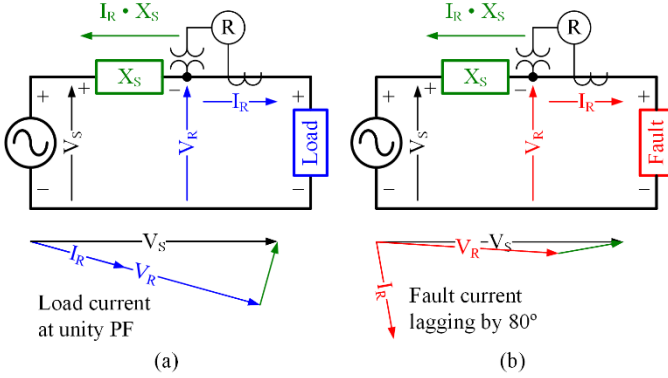 I_R • X_S
R
X_S
+
+
−
+
I_R
V_S
V_R
Load
−
−
V_S
I_R
V_R
Load current
at unity PF
(a)
I_R • X_S
R
X_S
+
+
−
+
I_R
V_S
V_R
Fault
−
−
V_R
V_S
I_R
Fault current
lagging by 80º
(b)